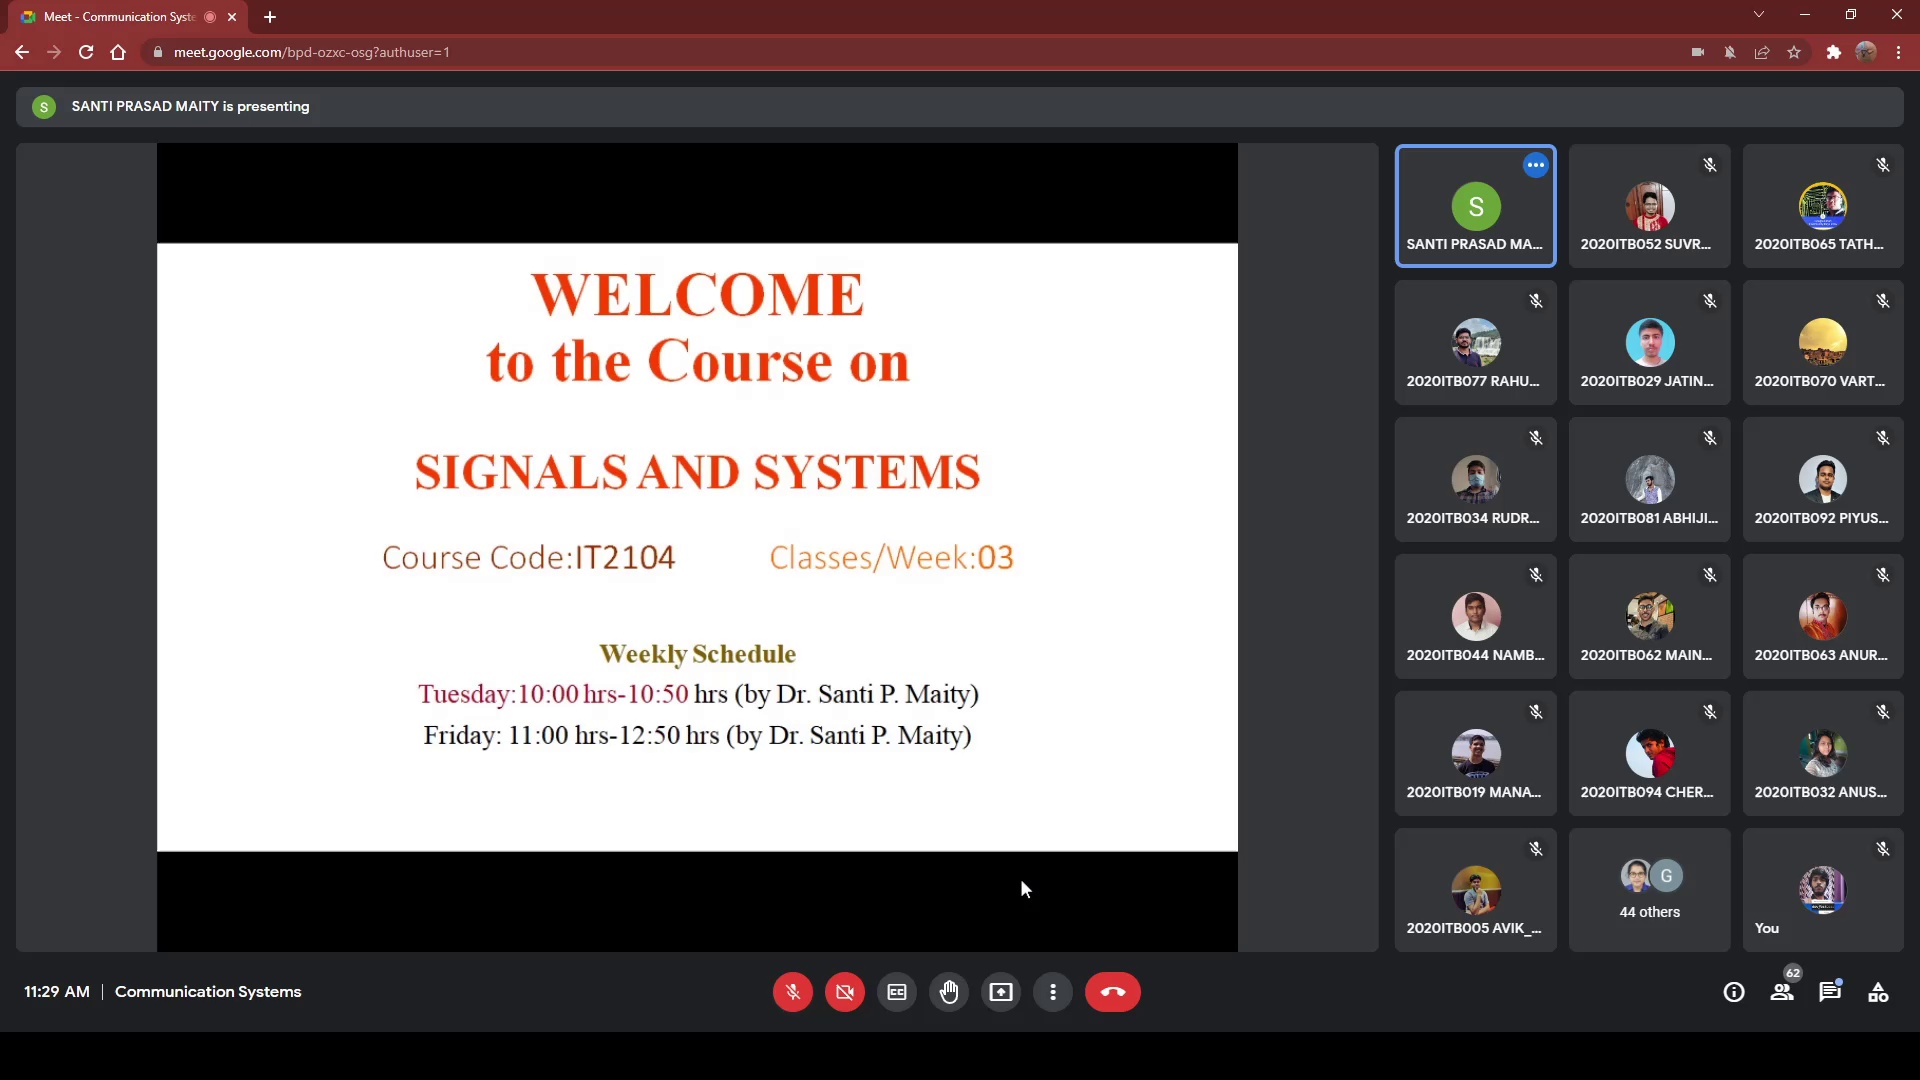 Meet - Communication Syst
meet.google.com/bpd-ozxc-osg?authuser=1
S
SANTI PRASAD MAITY is presenting
WELCOME
to the Course on
SIGNALS AND SYSTEMS
Course Code:IT2104 Classes/Week:03
Weekly Schedule
Tuesday:10:00 hrs-10:50 hrs (by Dr. Santi P. Maity)
Friday: 11:00 hrs-12:50 hrs (by Dr. Santi P. Maity)
S
SANTI PRASAD MA...
2020ITB052 SUVR...
2020ITB065 TATH...
2020ITB077 RAHU...
2020ITB029 JATIN...
2020ITB070 VART...
2020ITB034 RUDR...
2020ITB081 ABHIJI...
2020ITB092 PIYUS...
2020ITB044 NAMB...
2020ITB062 MAIN...
2020ITB063 ANUR...
2020ITB019 MANA...
2020ITB094 CHER...
2020ITB032 ANUS...
2020ITB005 AVIK_...
G
44 others
You
11:29 AM | Communication Systems
62